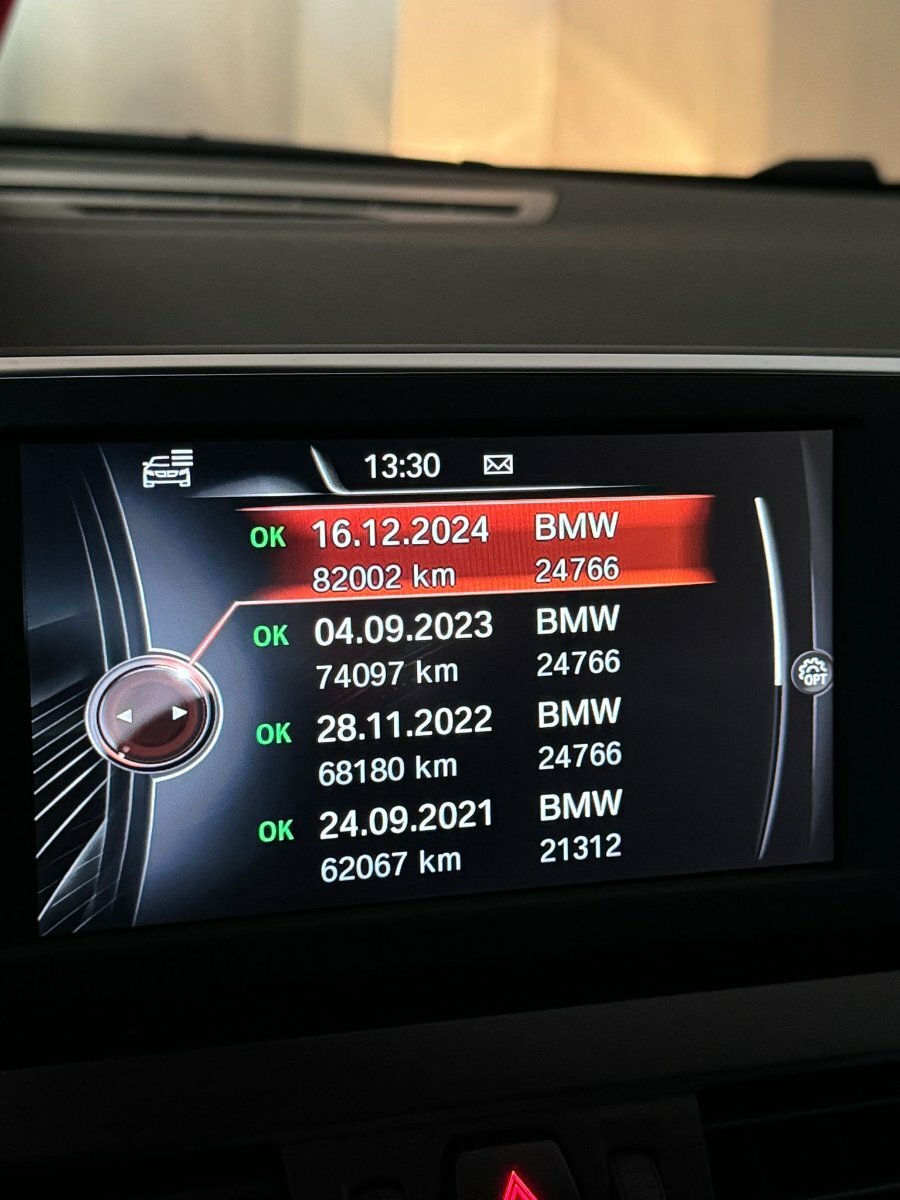 13:30
OK 16.12.2024 BMW
82002 km 24766
OK 04.09.2023 BMW
74097 km 24766
OK 28.11.2022 BMW
68180 km 24766
OK 24.09.2021 BMW
62067 km 21312
OPT